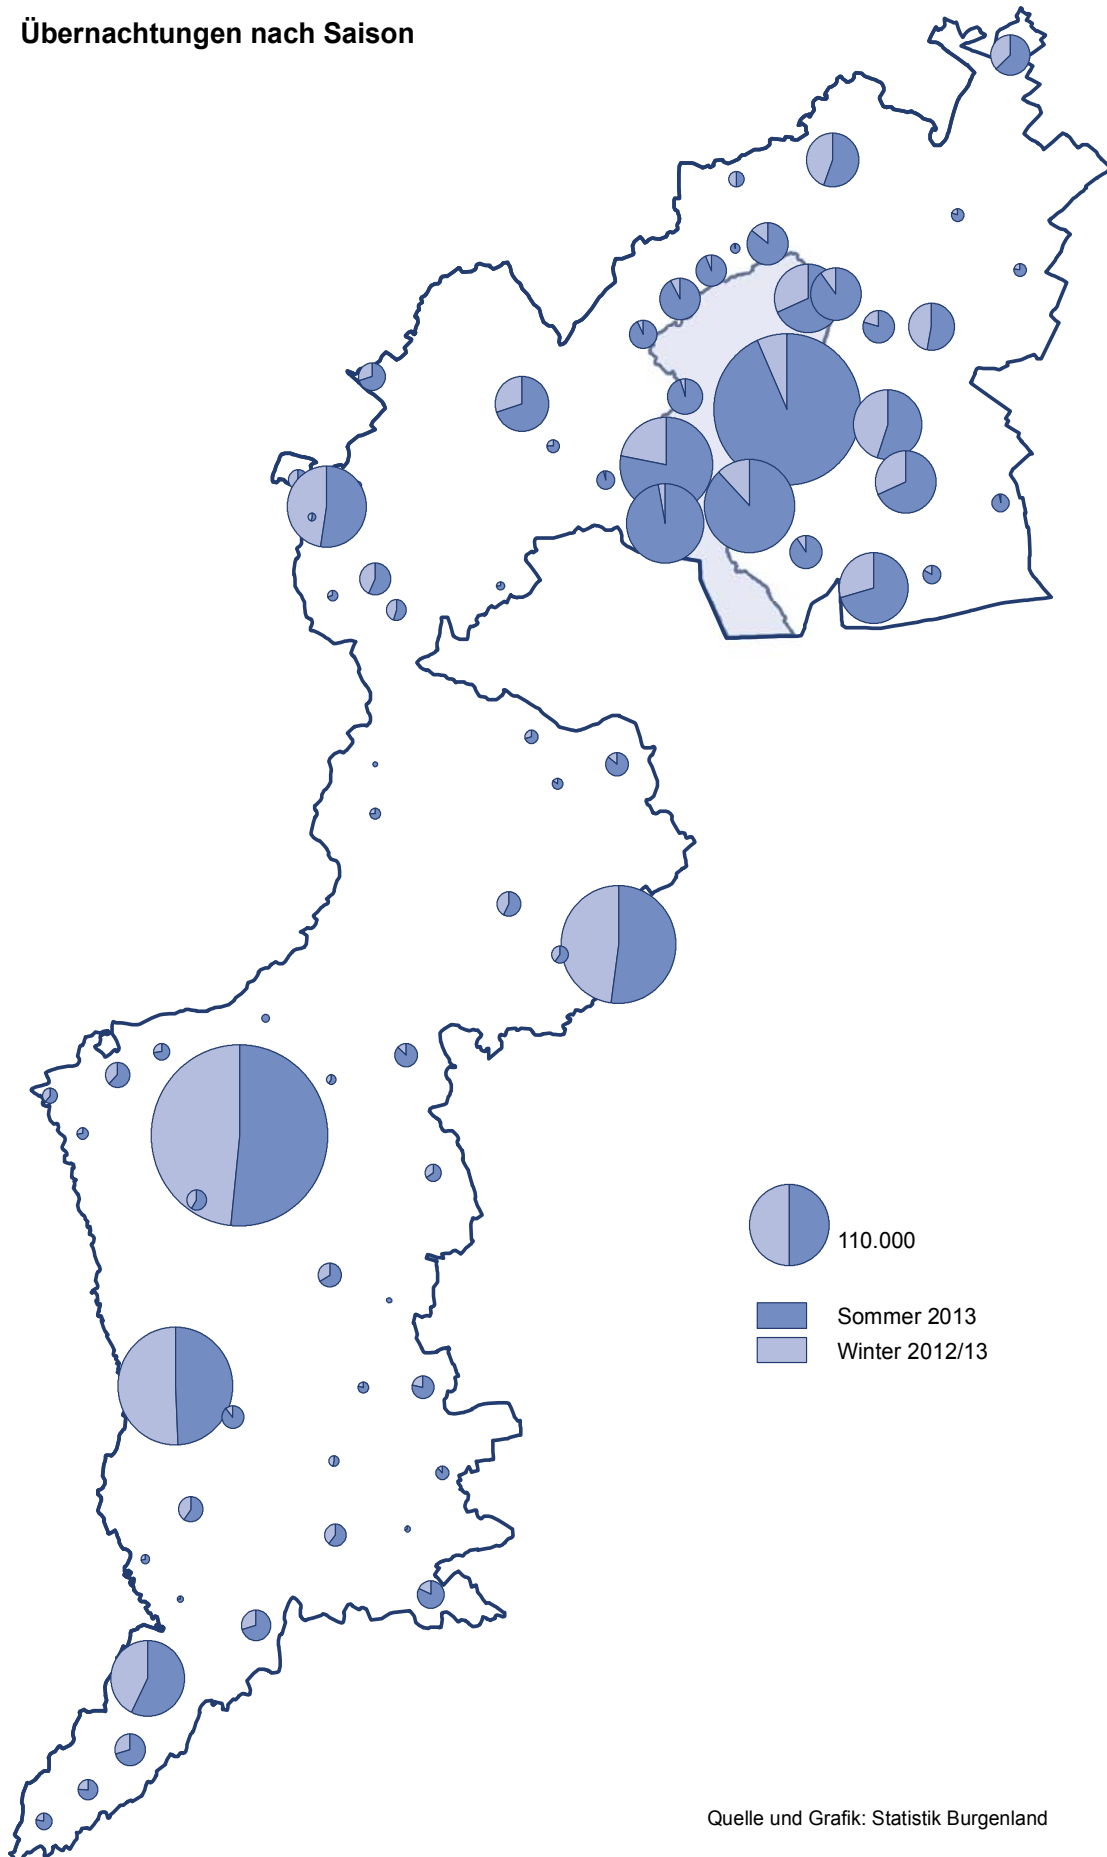 Übernachtungen nach Saison
110.000
Sommer 2013
Winter 2012/13
Quelle und Grafik: Statistik Burgenland